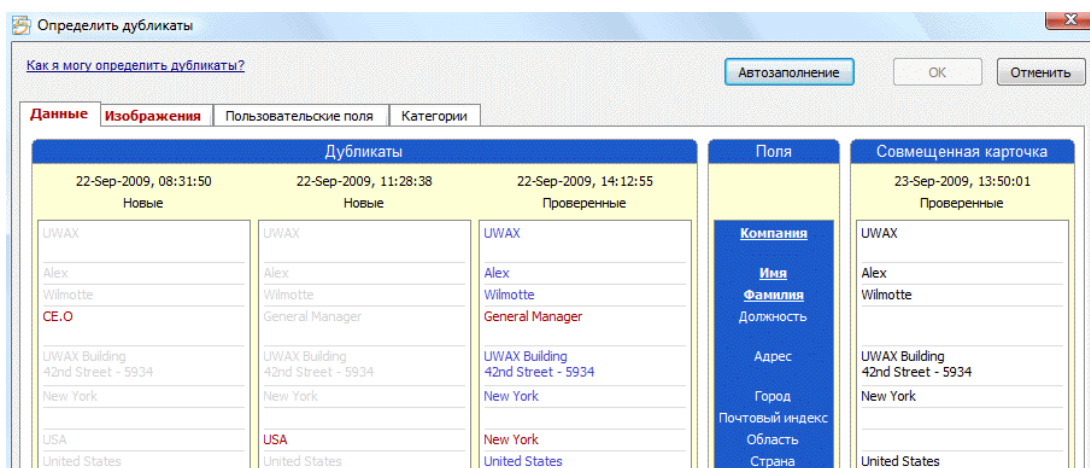 Определить дубликаты
Как я могу определить дубликаты?
Автозаполнение
OK
Отменить
Данные Изображения Пользовательские поля Категории
Дубликаты Поля Совмещенная карточка
22-Sep-2009, 08:31:50 22-Sep-2009, 11:28:38 22-Sep-2009, 14:12:55 23-Sep-2009, 13:50:01
Новые Новые Проверенные Проверенные
UWAX UWAX UWAX Компания UWAX
Alex Alex Alex Имя Alex
Wilmotte Wilmotte Wilmotte Фамилия Wilmotte
CE.O General Manager General Manager Должность
UWAX Building UWAX Building UWAX Building Адрес UWAX Building
42nd Street - 5934 42nd Street - 5934 42nd Street - 5934 42nd Street - 5934
New York New York New York Город New York
Почтовый индекс
USA USA New York Область
United States United States United States Страна United States